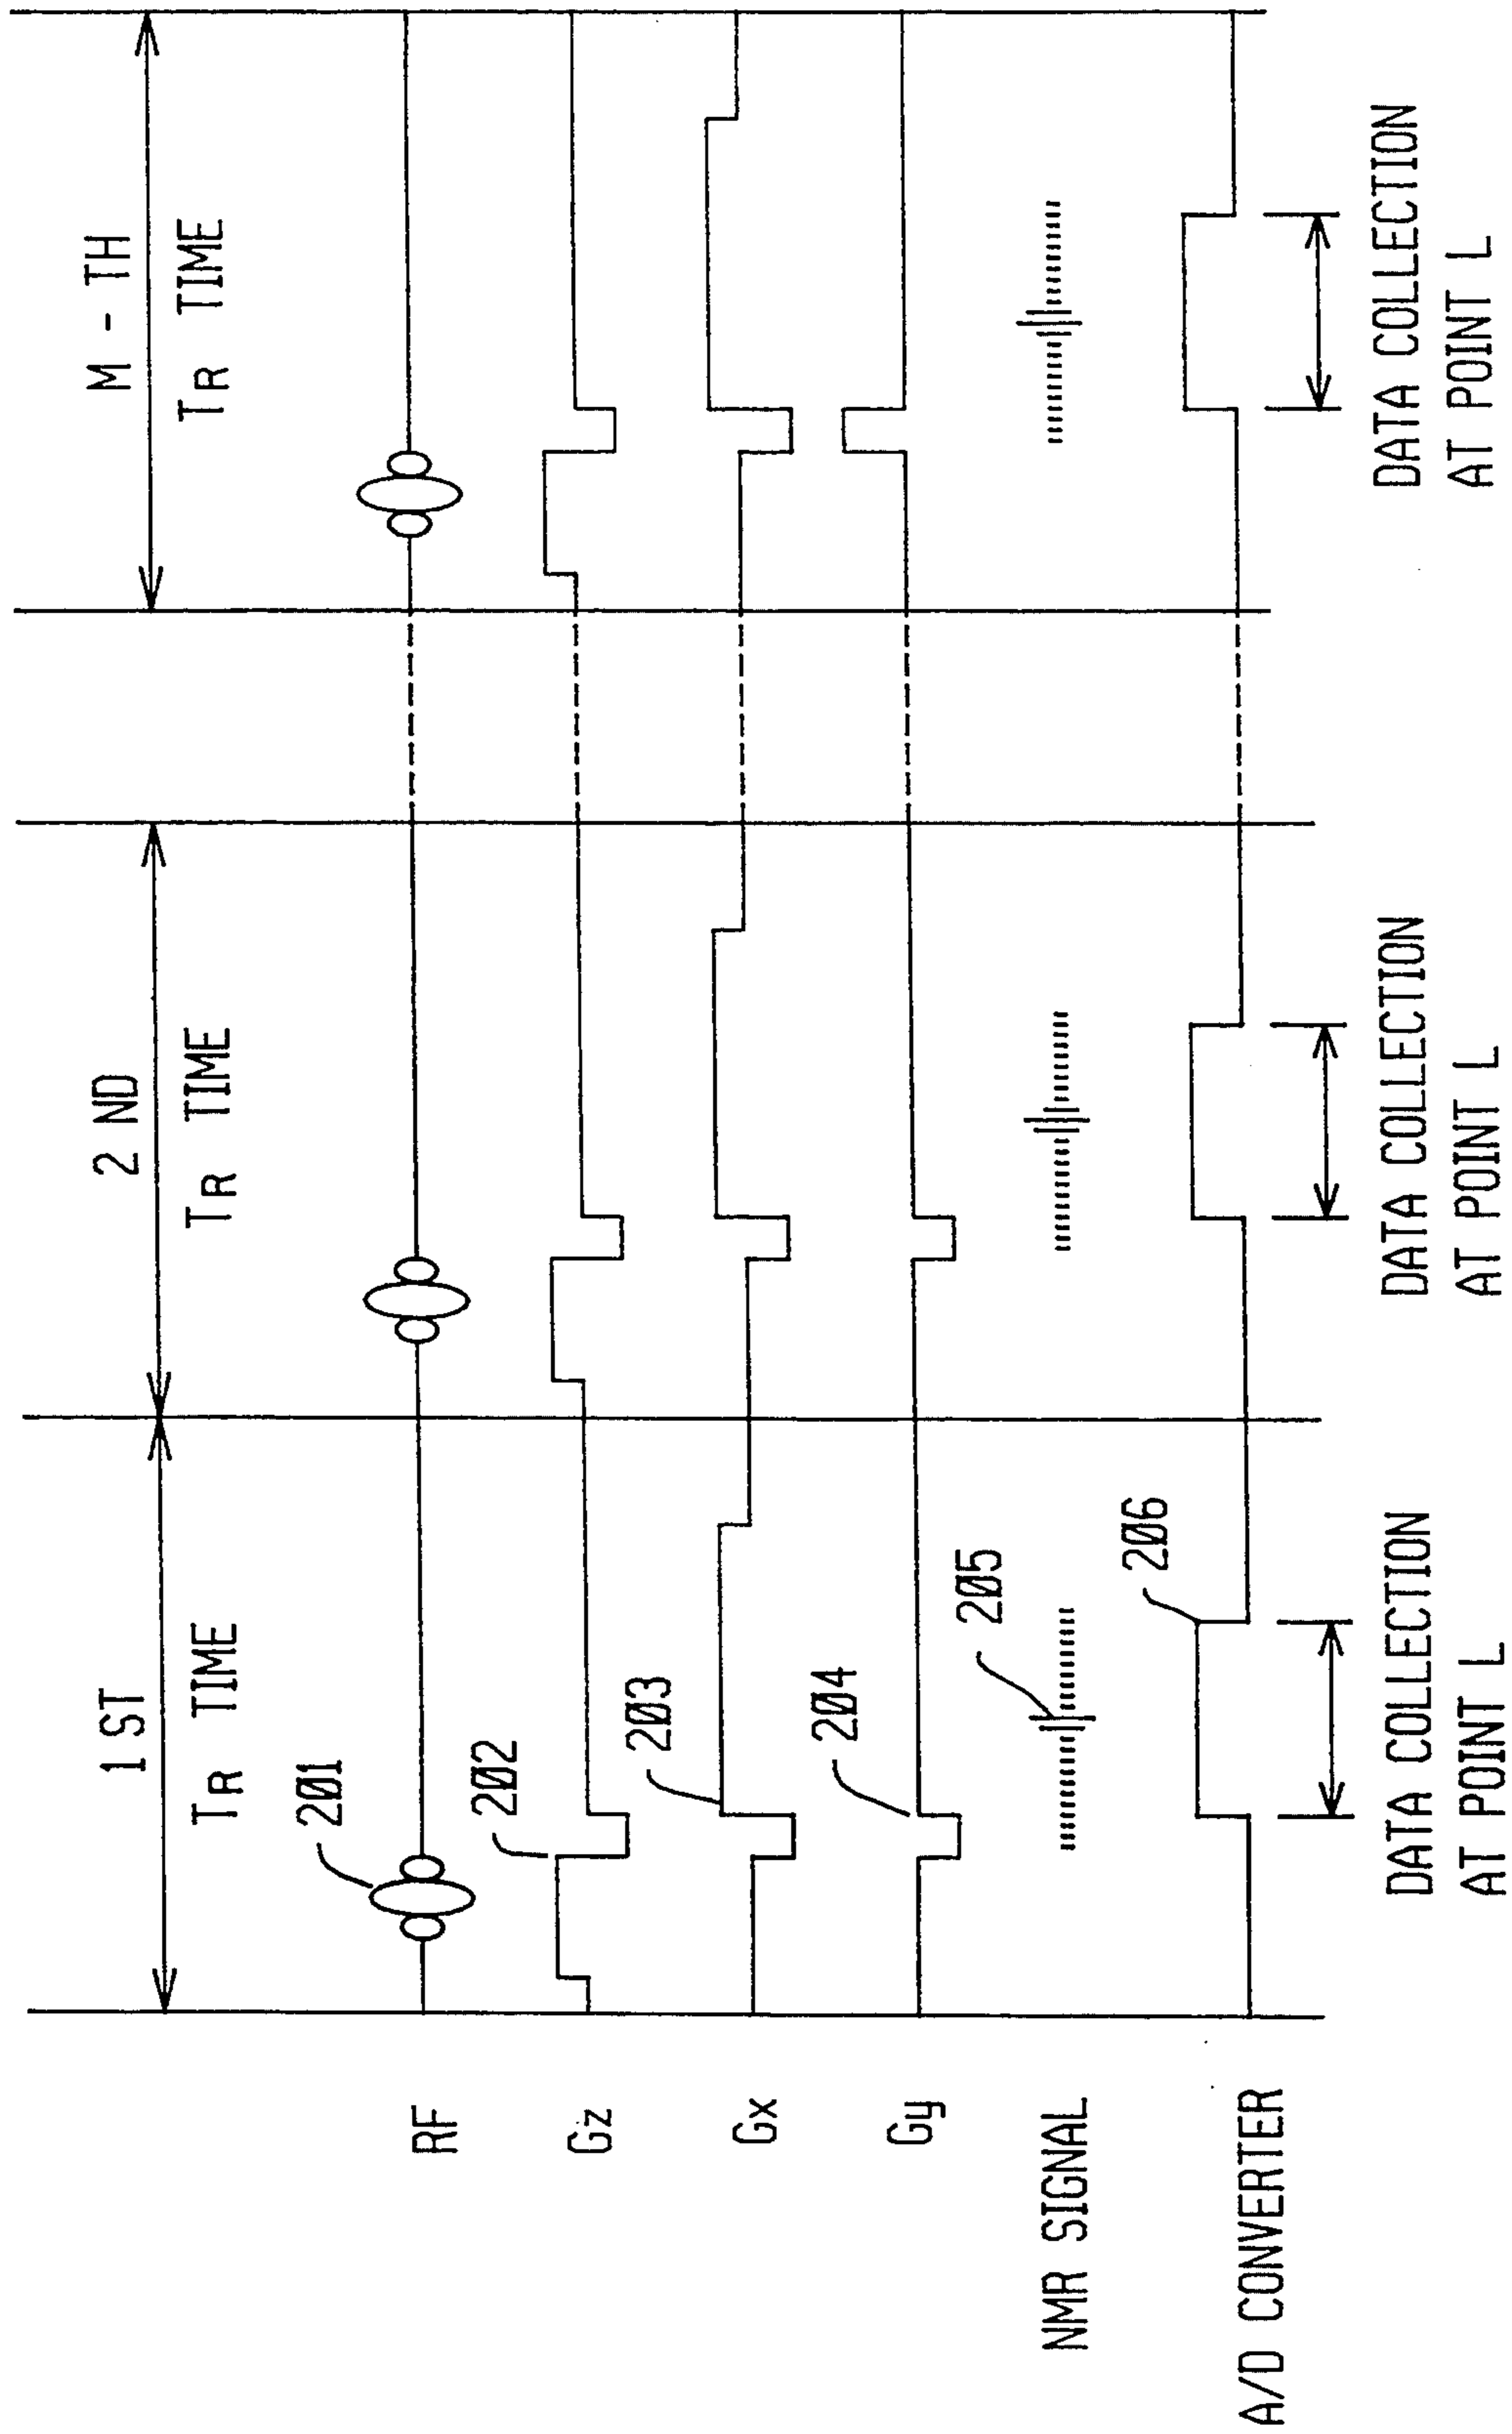 1 ST
TR TIME
2 ND
TR TIME
M - TH
TR TIME
RF
201
Gz
202
Gx
203
Gy
204
NMR SIGNAL
205
A/D CONVERTER
206
DATA COLLECTION
AT POINT L
DATA COLLECTION
AT POINT L
DATA COLLECTION
AT POINT L